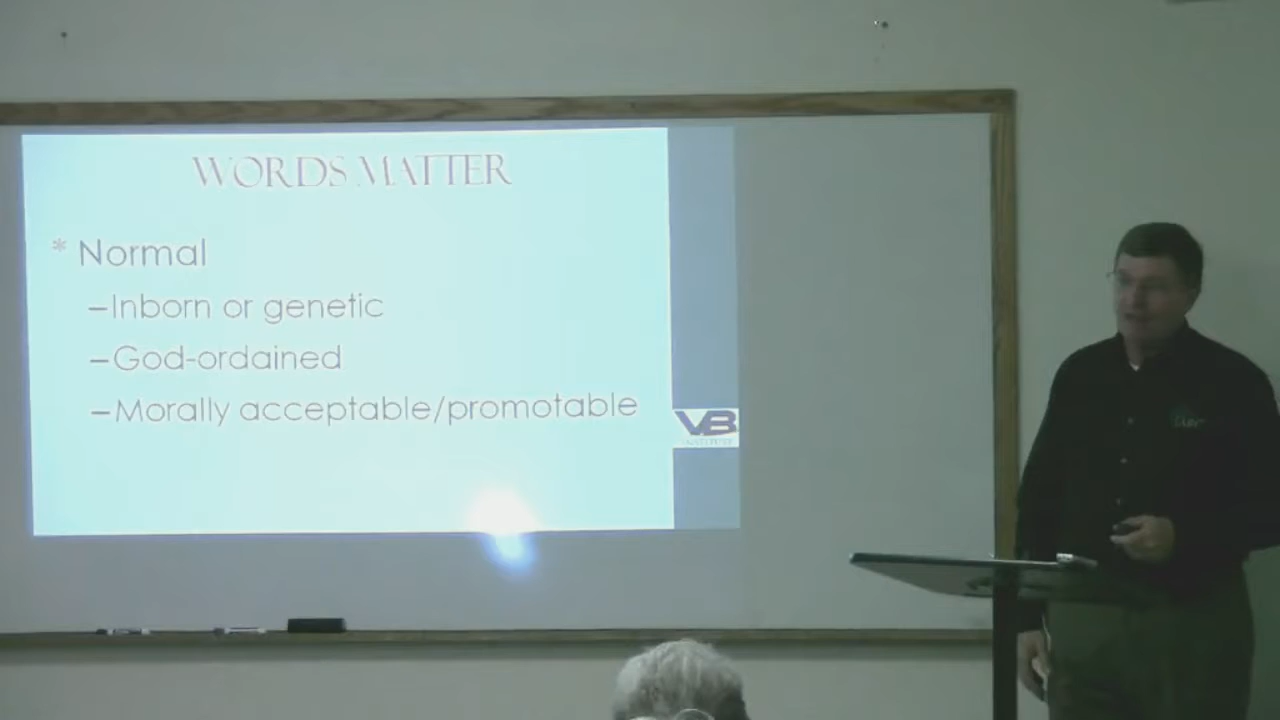 WORDS MATTER
* Normal
–Inborn or genetic
–God-ordained
–Morally acceptable/promotable
VB